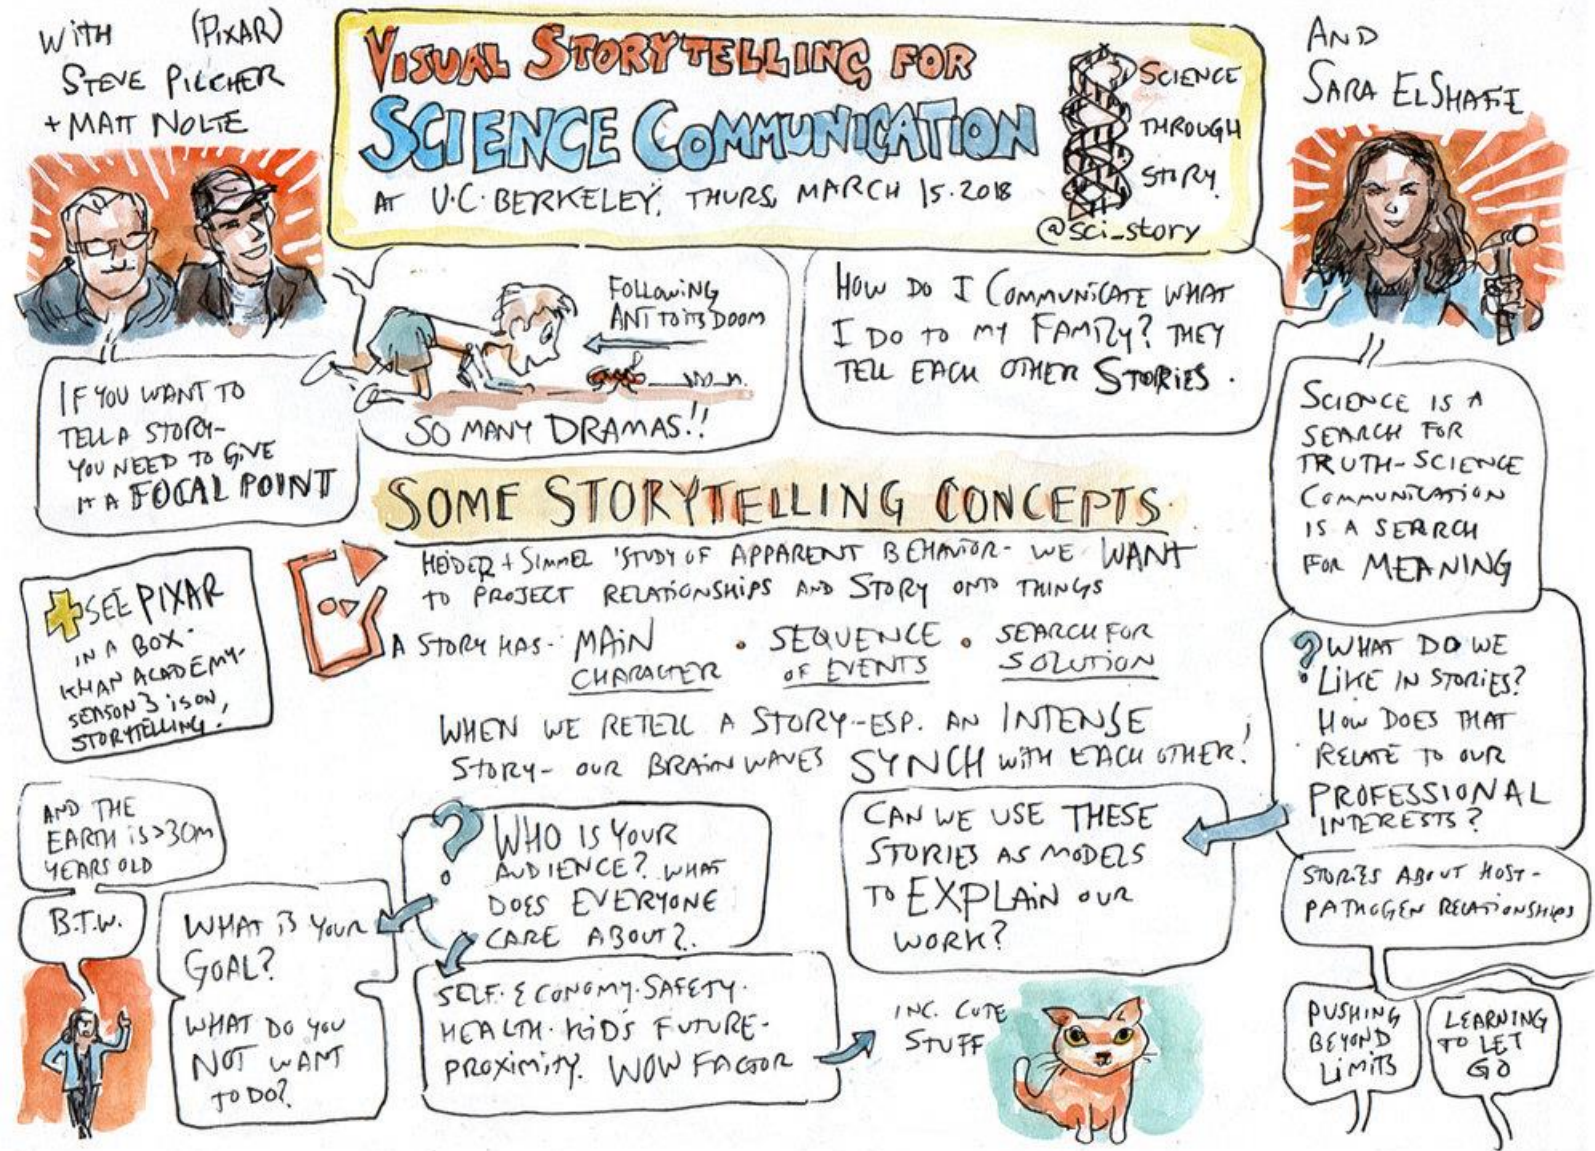 WITH (PIXAR)
STEVE PILCHER
+ MATT NOLTE
VISUAL STORYTELLING FOR
SCIENCE COMMUNICATION
AT U.C. BERKELEY, THURS, MARCH 15. 2018
SCIENCE
THROUGH
STORY
@sci_story
AND
SARA ELSHAFIE
IF YOU WANT TO
TELL A STORY-
YOU NEED TO GIVE
IT A FOCAL POINT
FOLLOWING
ANT TO ITS DOOM
SO MANY DRAMAS!!
HOW DO I COMMUNICATE WHAT
I DO TO MY FAMILY? THEY
TELL EACH OTHER STORIES.
SCIENCE IS A
SEARCH FOR
TRUTH-SCIENCE
COMMUNICATION
IS A SEARCH
FOR MEANING
SOME STORYTELLING CONCEPTS
HEIDER + SIMMEL 'STUDY OF APPARENT BEHAVIOR- WE WANT
TO PROJECT RELATIONSHIPS AND STORY ONTO THINGS
A STORY HAS- MAIN CHARACTER • SEQUENCE OF EVENTS • SEARCH FOR SOLUTION
WHEN WE RETELL A STORY--ESP. AN INTENSE
STORY- OUR BRAIN WAVES SYNCH WITH EACH OTHER!
+ SEE PIXAR
IN A BOX-
KHAN ACADEMY-
SEASON 3 IS ON
STORYTELLING!
? WHAT DO WE
LIKE IN STORIES?
HOW DOES THAT
RELATE TO OUR
PROFESSIONAL
INTERESTS?
CAN WE USE THESE
STORIES AS MODELS
TO EXPLAIN OUR
WORK?
STORIES ABOUT HOST-
PATHOGEN RELATIONSHIPS
PUSHING
BEYOND
LIMITS
LEARNING
TO LET
GO
? WHO IS YOUR
AUDIENCE? WHAT
DOES EVERYONE
CARE ABOUT?
WHAT IS YOUR
GOAL?
WHAT DO YOU
NOT WANT
TO DO?
SELF. ECONOMY. SAFETY.
HEALTH. KID'S FUTURE-
PROXIMITY. WOW FACTOR
INC. CUTE
STUFF
AND THE
EARTH IS >30M
YEARS OLD
B.T.W.